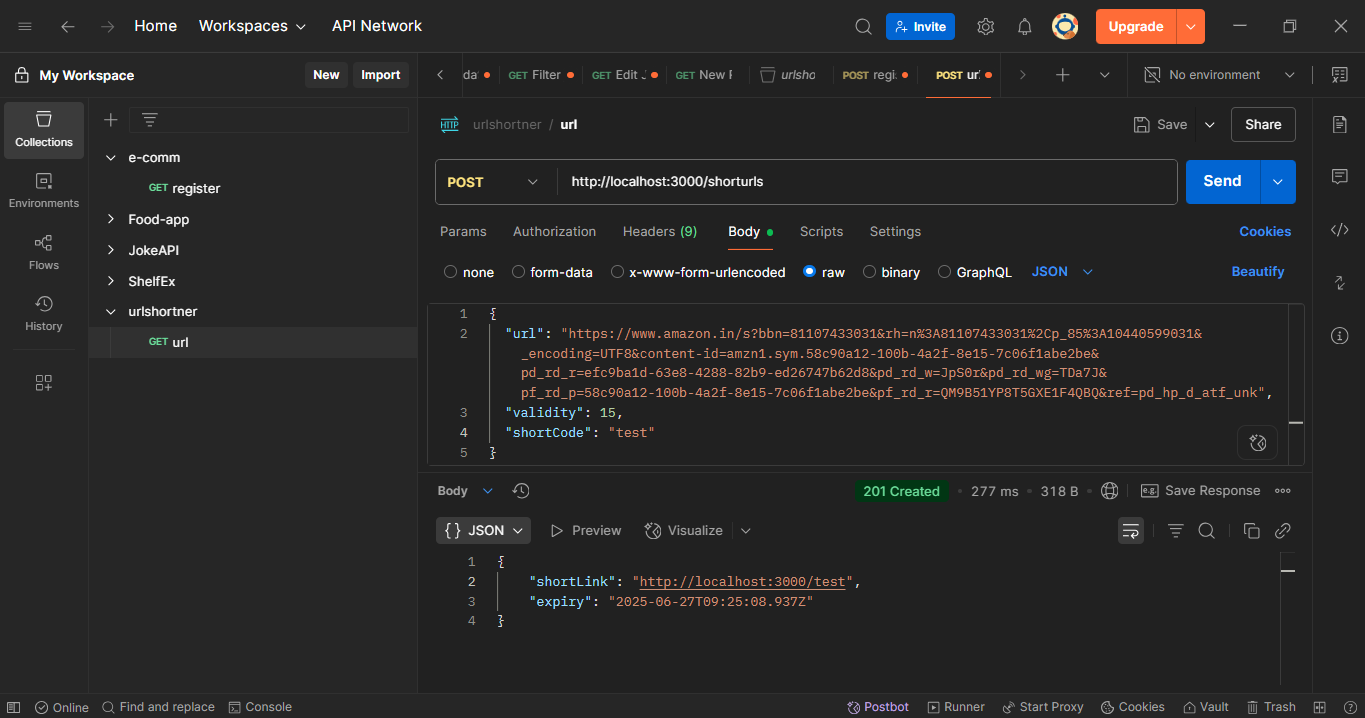 Home Workspaces API Network Invite Upgrade
My Workspace New Import
da GET Filter GET Edit J GET New F urlsho POST regi POST url No environment
Collections
Environments
Flows
History
e-comm
GET register
Food-app
JokeAPI
ShelfEx
urlshortner
GET url
HTTP urlshortner / url Save Share
POST http://localhost:3000/shorturls Send
Params Authorization Headers (9) Body Scripts Settings Cookies
none form-data x-www-form-urlencoded raw binary GraphQL JSON Beautify
1 {
2 "url": "https://www.amazon.in/s?bbn=81107433031&rh=n%3A81107433031%2Cp_85%3A10440599031&
_encoding=UTF8&content-id=amzn1.sym.58c90a12-100b-4a2f-8e15-7c06f1abe2be&
pd_rd_r=efc9ba1d-63e8-4288-82b9-ed26747b62d8&pd_rd_w=JpS0r&pd_rd_wg=TDa7J&
pf_rd_p=58c90a12-100b-4a2f-8e15-7c06f1abe2be&pf_rd_r=QM9B51YP8T5GXE1F4QBQ&ref=pd_hp_d_atf_unk",
3 "validity": 15,
4 "shortCode": "test"
5 }
Body 201 Created 277 ms 318 B e.g. Save Response
{} JSON Preview Visualize
1 {
2 "shortLink": "http://localhost:3000/test",
3 "expiry": "2025-06-27T09:25:08.937Z"
4 }
Online Find and replace Console Postbot Runner Start Proxy Cookies Vault Trash